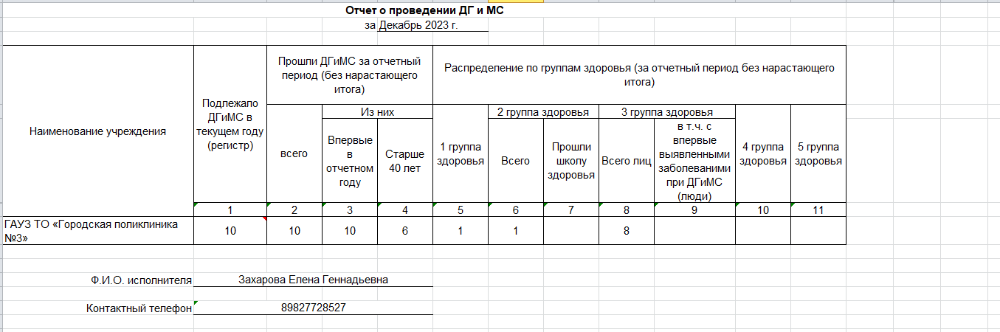 Отчет о проведении ДГ и МС
за Декабрь 2023 г.
Наименование учреждения
Подлежало
ДГиМС в
текущем году
(регистр)
Прошли ДГиМС за отчетный
период (без нарастающего
итога)
Распределение по группам здоровья (за отчетный период без нарастающего
итога)
всего
Из них
Впервые
в
отчетном
году
Старше
40 лет
1 группа
здоровья
2 группа здоровья
Всего
Прошли
школу
здоровья
3 группа здоровья
Всего лиц
в т.ч. с
впервые
выявленными
заболеваними
при ДГиМС
(люди)
4 группа
здоровья
5 группа
здоровья
1 2 3 4 5 6 7 8 9 10 11
ГАУЗ ТО «Городская поликлиника
№3»
10 10 10 6 1 1 8
Ф.И.О. исполнителя Захарова Елена Геннадьевна
Контактный телефон 89827728527